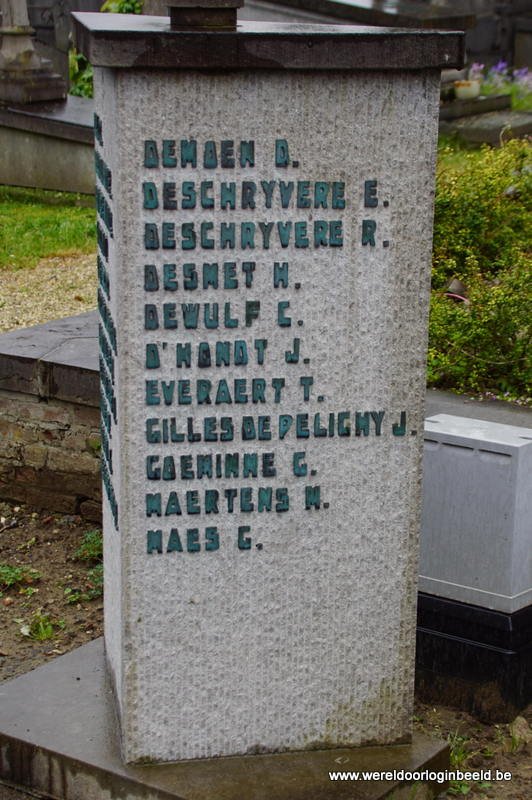 DEMOEN D.
DESCHRYVERE E.
DESCHRYVERE R.
DESMET H.
DEWULF C.
D'HONDT J.
EVERAERT T.
GILLES DE PELICHY J.
GOEMINNE G.
MAERTENS M.
MAES G.
www.wereldoorloginbeeld.be